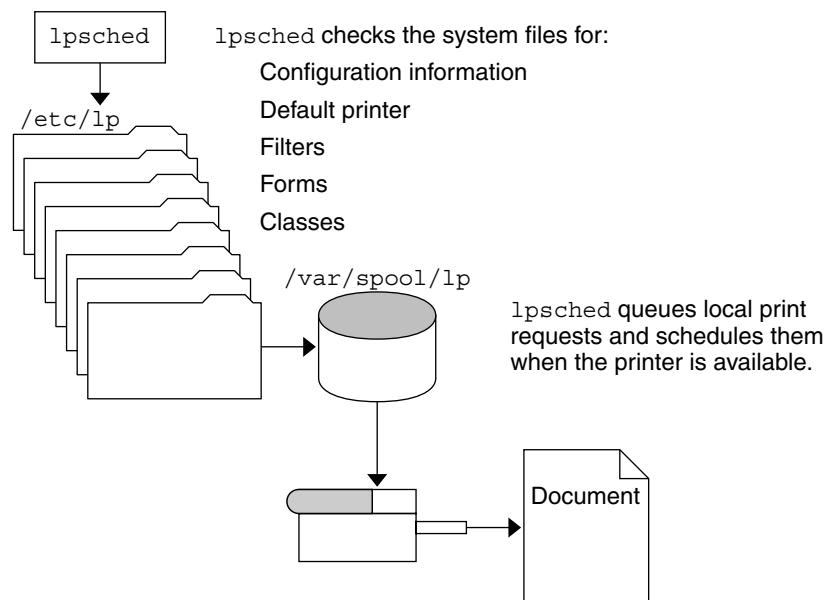 lpsched
lpsched checks the system files for:
Configuration information
Default printer
Filters
Forms
Classes
/etc/lp
/var/spool/lp
lpsched queues local print
requests and schedules them
when the printer is available.
Document